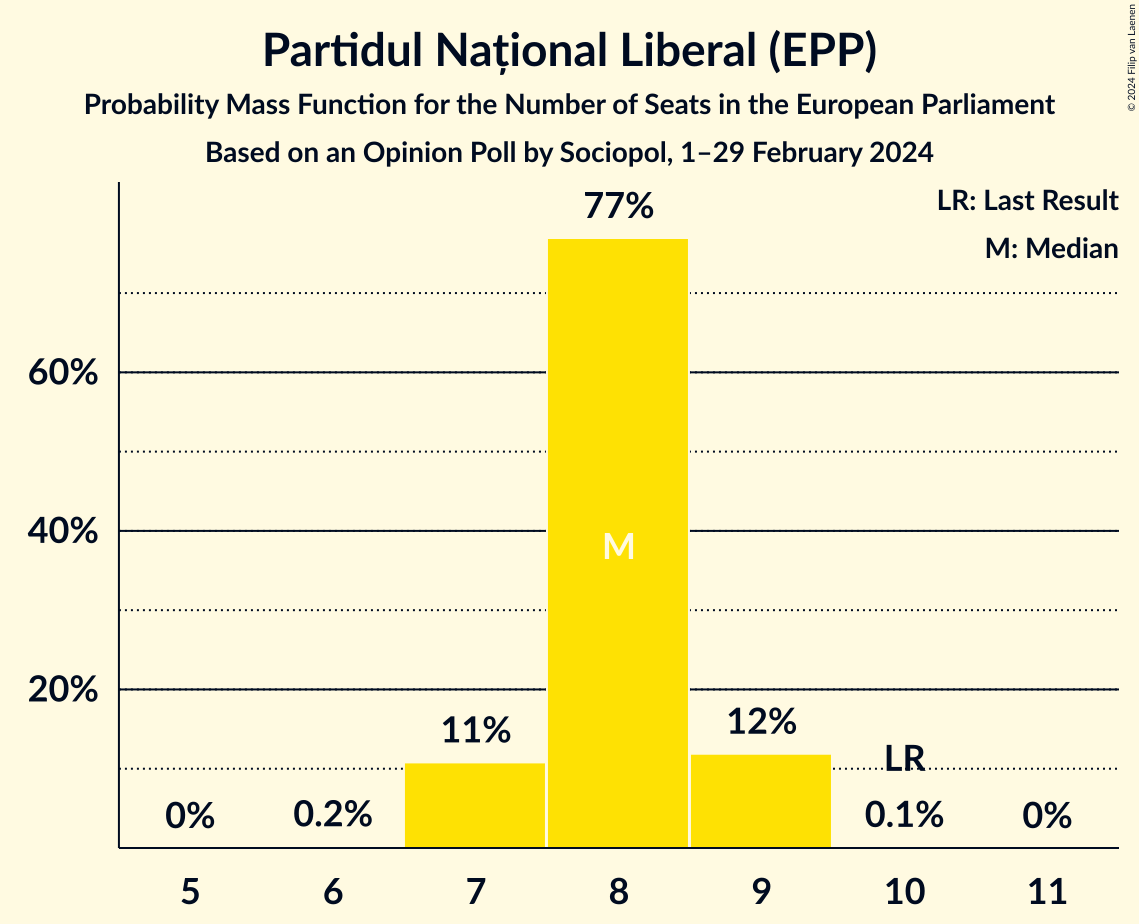 Partidul Național Liberal (EPP)
Probability Mass Function for the Number of Seats in the European Parliament
Based on an Opinion Poll by Sociopol, 1–29 February 2024
© 2024 Filip van Laenen
LR: Last Result
M: Median
77%
60%
40%
M
20%
11%
12%
LR
0%
0.2%
0.1%
0%
5 6 7 8 9 10 11